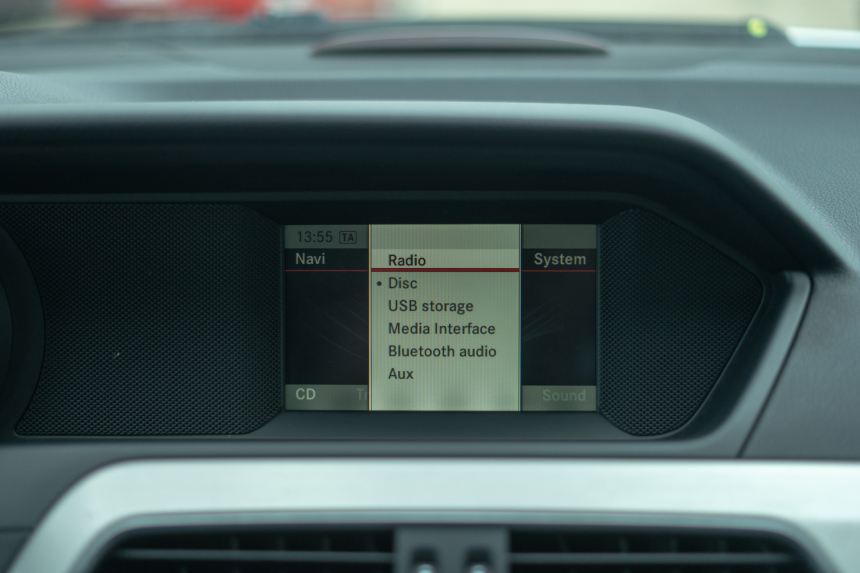 13:55 TA
Navi
Radio
System
• Disc
USB storage
Media Interface
Bluetooth audio
Aux
CD
Sound